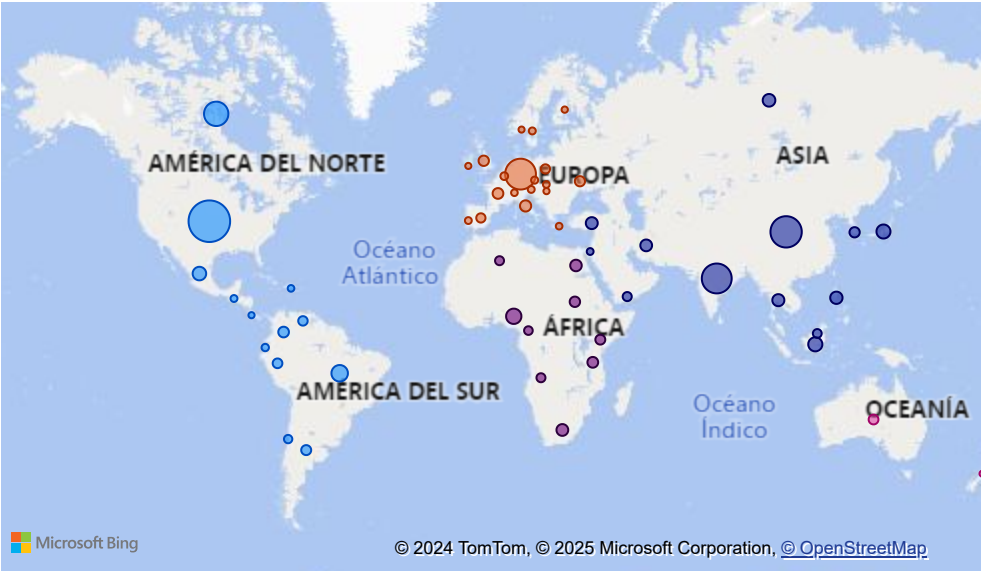 AMÉRICA DEL NORTE
ASIA
EUROPA
Océano
Atlántico
ÁFRICA
AMÉRICA DEL SUR
Océano
Índico
OCEANÍA
Microsoft Bing
© 2024 TomTom, © 2025 Microsoft Corporation, © OpenStreetMap